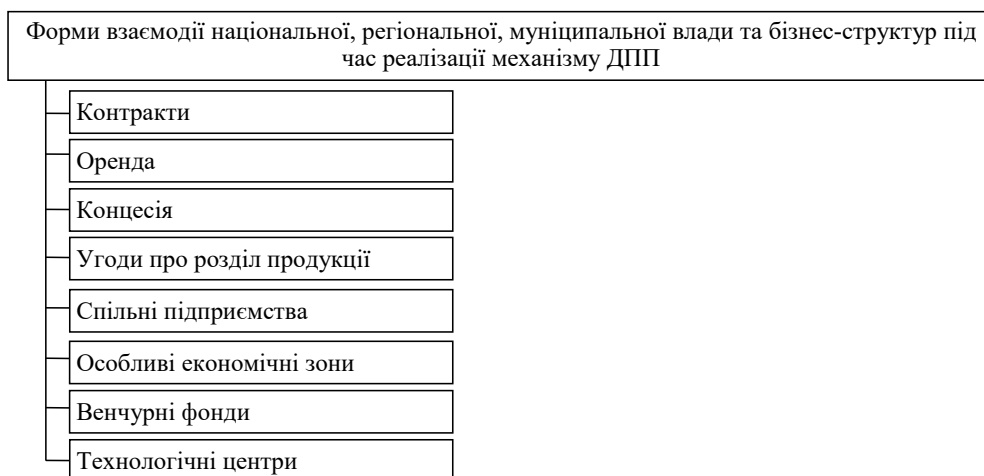 Форми взаємодії національної, регіональної, муніципальної влади та бізнес-структур під
час реалізації механізму ДПП
Контракти
Оренда
Концесія
Угоди про розділ продукції
Спільні підприємства
Особливі економічні зони
Венчурні фонди
Технологічні центри